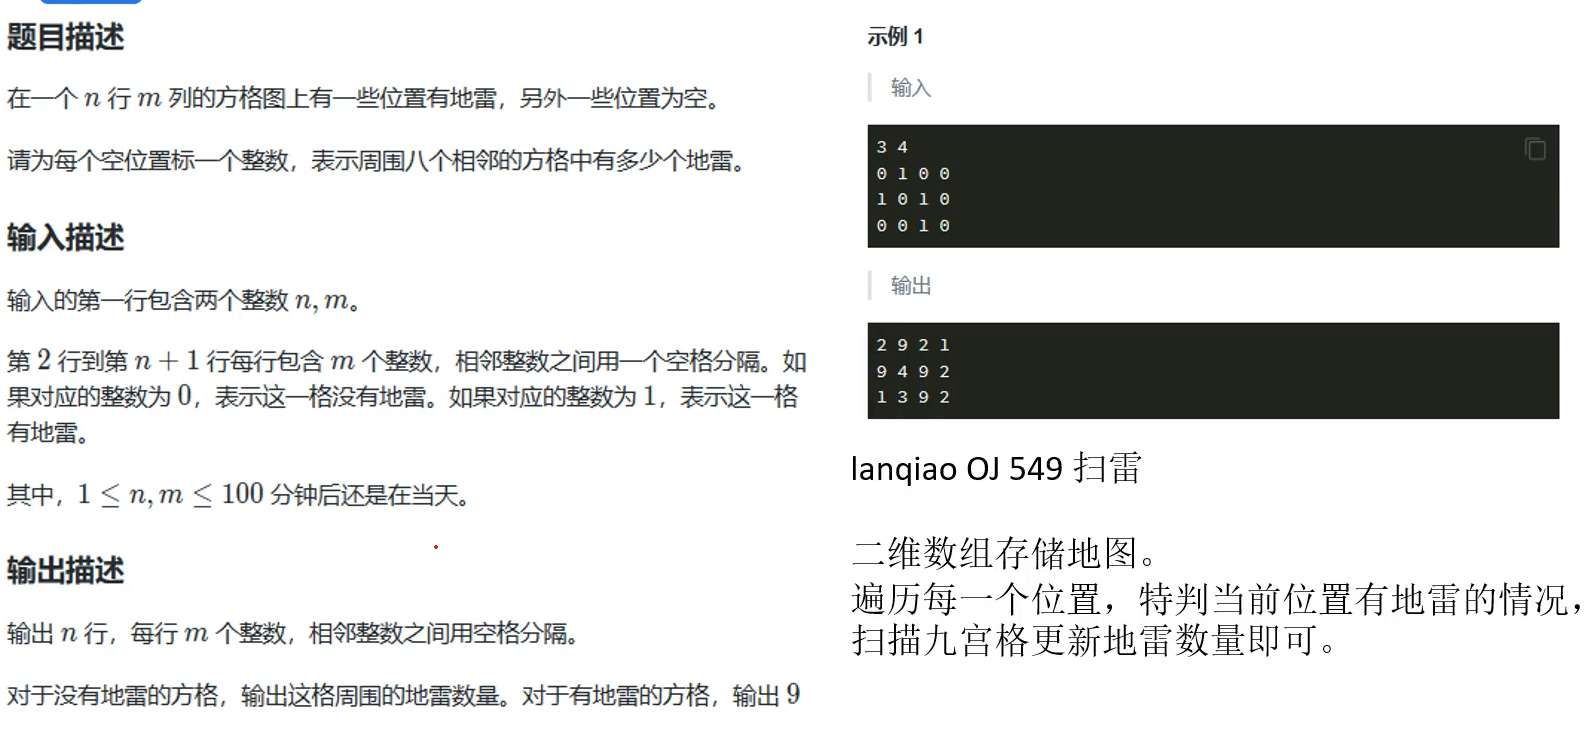 题目描述
在一个 n 行 m 列的方格图上有一些位置有地雷，另外一些位置为空。
请为每个空位置标一个整数，表示周围八个相邻的方格中有多少个地雷。
输入描述
输入的第一行包含两个整数 n, m。
第 2 行到第 n + 1 行每行包含 m 个整数，相邻整数之间用一个空格分隔。如
果对应的整数为 0，表示这一格没有地雷。如果对应的整数为 1，表示这一格
有地雷。
其中，1 ≤ n, m ≤ 100 分钟后还是在当天。
输出描述
输出 n 行，每行 m 个整数，相邻整数之间用空格分隔。
对于没有地雷的方格，输出这格周围的地雷数量。对于有地雷的方格，输出 9
示例 1
输入
3 4
0 1 0 0
1 0 1 0
0 0 1 0
输出
2 9 2 1
9 4 9 2
1 3 9 2
lanqiao OJ 549 扫雷
二维数组存储地图。
遍历每一个位置，特判当前位置有地雷的情况，
扫描九宫格更新地雷数量即可。